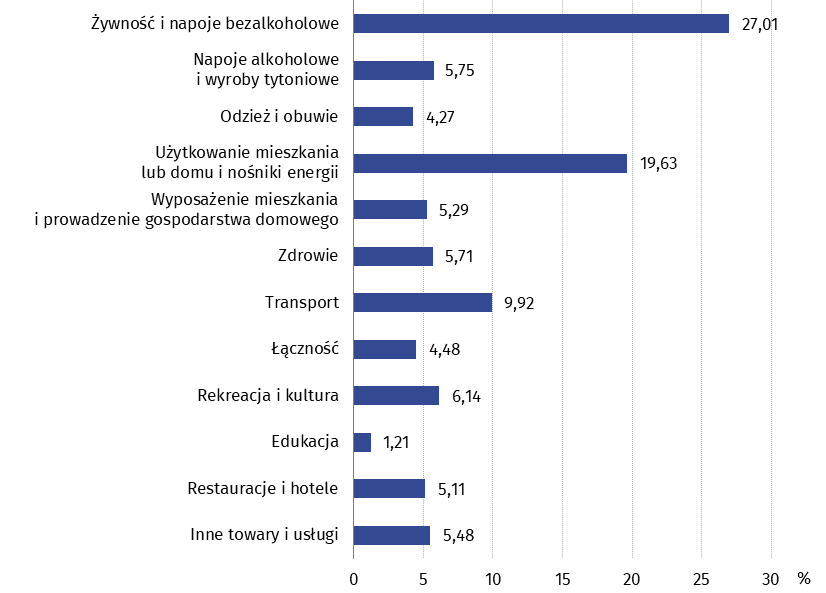 Żywność i napoje bezalkoholowe 27,01
Napoje alkoholowe
i wyroby tytoniowe 5,75
Odzież i obuwie 4,27
Użytkowanie mieszkania
lub domu i nośniki energii 19,63
Wyposażenie mieszkania
i prowadzenie gospodarstwa domowego 5,29
Zdrowie 5,71
Transport 9,92
Łączność 4,48
Rekreacja i kultura 6,14
Edukacja 1,21
Restauracje i hotele 5,11
Inne towary i usługi 5,48
0 5 10 15 20 25 30 %